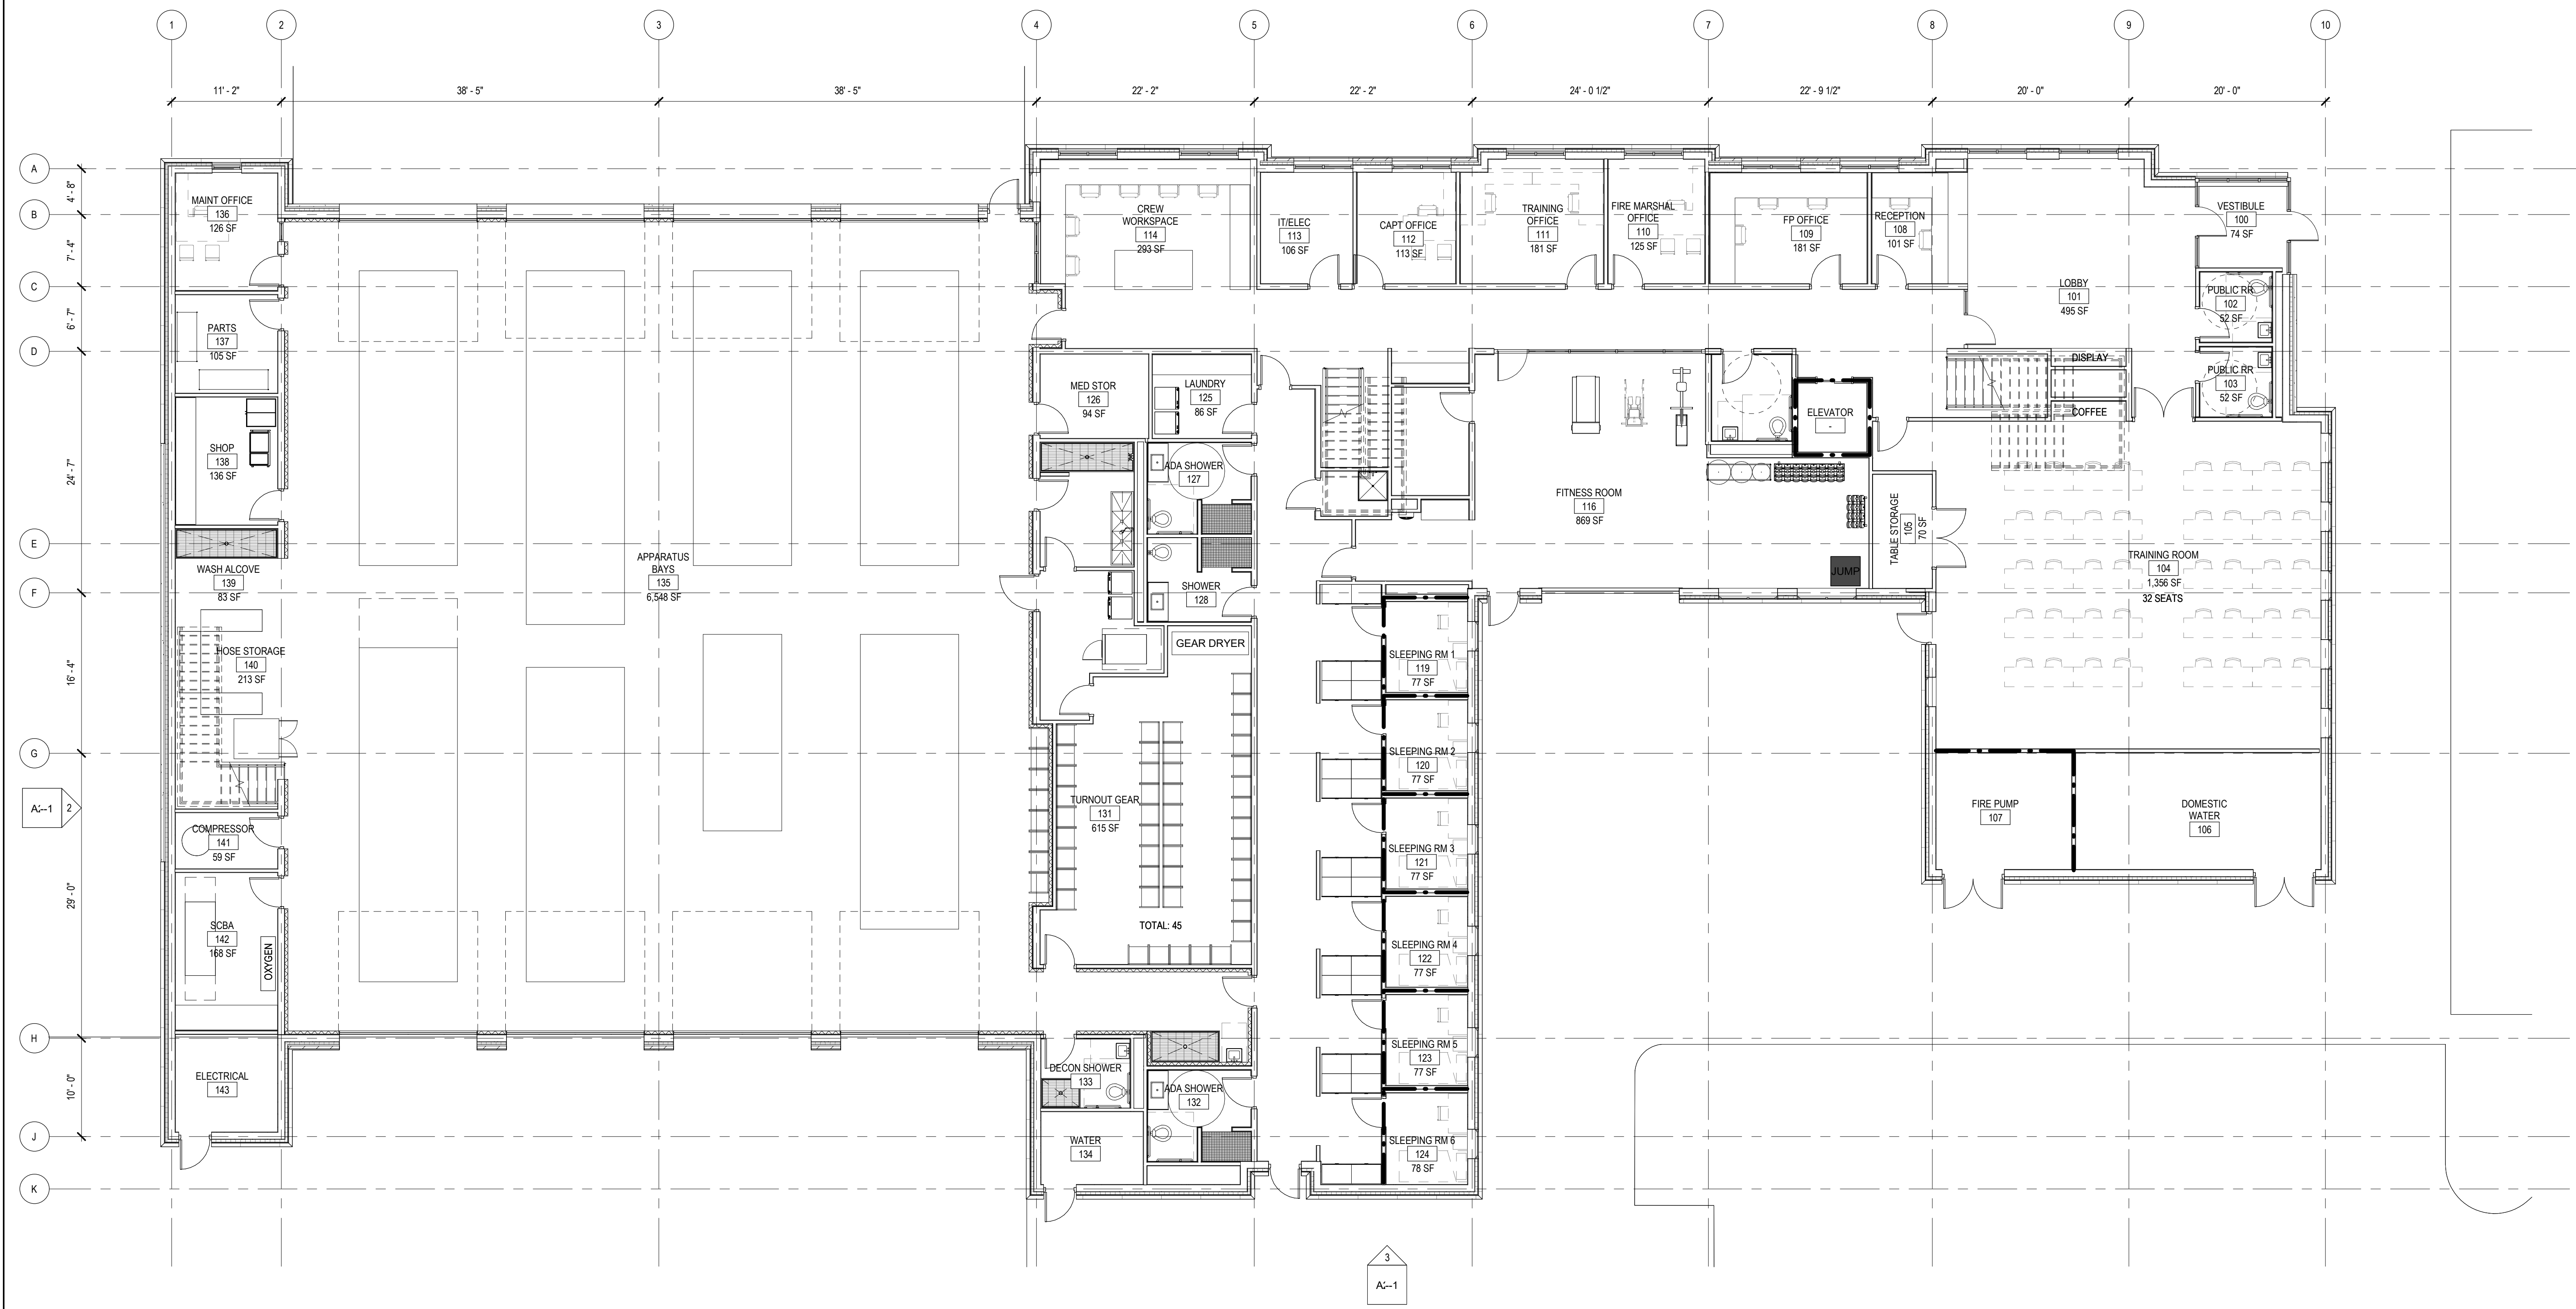 1
2
3
4
5
6
7
8
9
10
11' - 2"
38' - 5"
38' - 5"
22' - 2"
22' - 2"
24' - 0 1/2"
22' - 9 1/2"
20' - 0"
20' - 0"
A
B
C
D
E
F
G
H
J
K
4' - 8"
7' - 4"
6' - 7"
24' - 7"
16' - 4"
29' - 0"
10' - 0"
MAINT OFFICE
136
126 SF
PARTS
137
105 SF
SHOP
138
136 SF
WASH ALCOVE
139
83 SF
HOSE STORAGE
140
213 SF
COMPRESSOR
141
59 SF
SCBA
142
168 SF
OXYGEN
ELECTRICAL
143
APPARATUS
BAYS
135
6,548 SF
CREW
WORKSPACE
114
293 SF
IT/ELEC
113
106 SF
CAPT OFFICE
112
113 SF
TRAINING
OFFICE
111
181 SF
FIRE MARSHAL
OFFICE
110
125 SF
FP OFFICE
109
181 SF
RECEPTION
108
101 SF
LOBBY
101
495 SF
VESTIBULE
100
74 SF
PUBLIC RR
102
52 SF
PUBLIC RR
103
52 SF
DISPLAY
COFFEE
MED STOR
126
94 SF
LAUNDRY
125
86 SF
ADA SHOWER
127
SHOWER
128
GEAR DRYER
TURNOUT GEAR
131
615 SF
TOTAL: 45
DECON SHOWER
133
ADA SHOWER
132
WATER
134
ELEVATOR
FITNESS ROOM
116
869 SF
JUMP
TABLE STORAGE
105
70 SF
TRAINING ROOM
104
1,356 SF
32 SEATS
SLEEPING RM 1
119
77 SF
SLEEPING RM 2
120
77 SF
SLEEPING RM 3
121
77 SF
SLEEPING RM 4
122
77 SF
SLEEPING RM 5
123
77 SF
SLEEPING RM 6
124
78 SF
FIRE PUMP
107
DOMESTIC
WATER
106
2
3